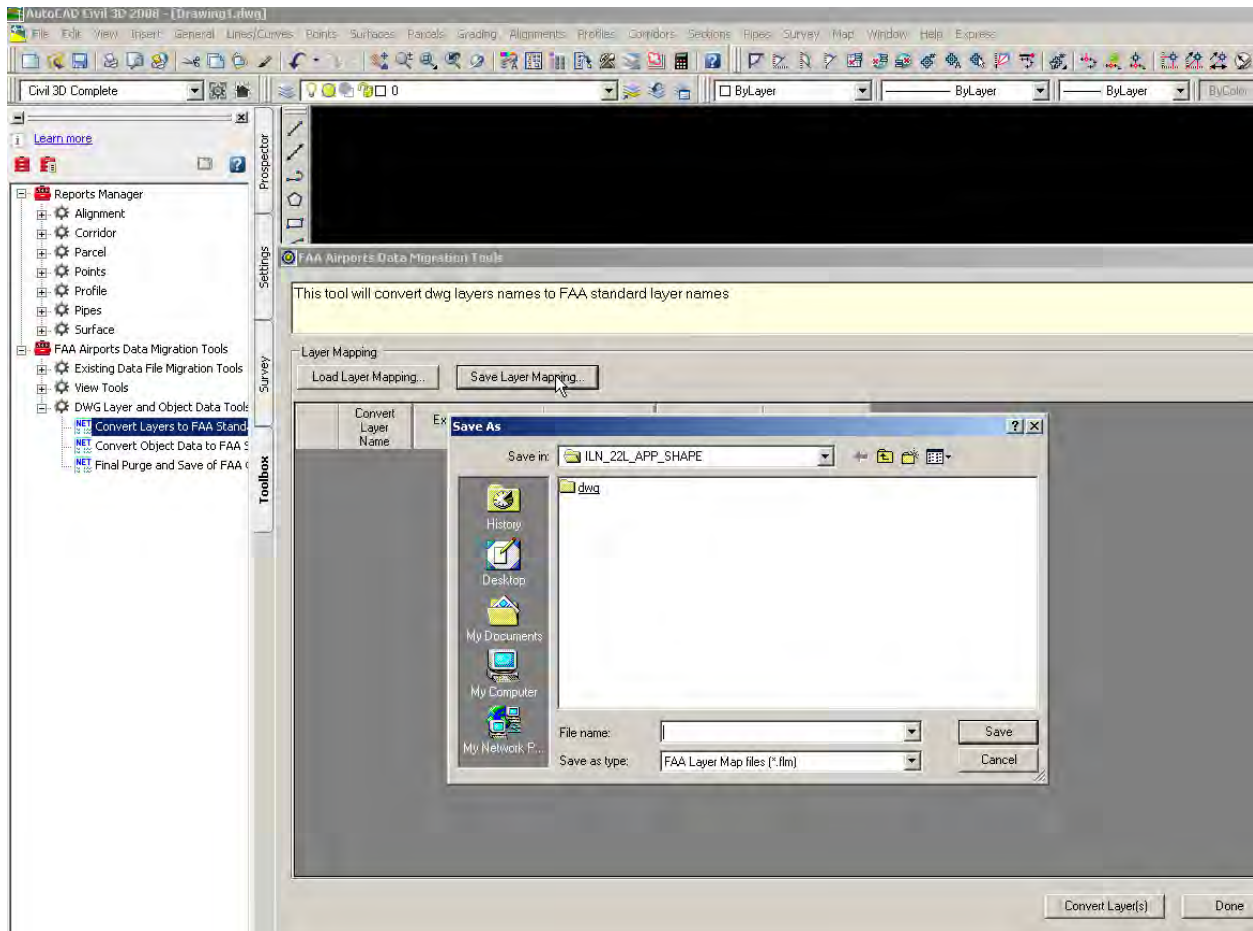 AutoCAD Civil 3D 2008 - [Drawing1.dwg]
File Edit View Insert General Lines/Curves Points Surfaces Parcels Grading Alignments Profiles Corridors Sections Pipes Survey Map Window Help Express
Civil 3D Complete 0 ByLayer ByLayer ByLayer ByColor
Learn more
Reports Manager
Alignment
Corridor
Parcel
Points
Profile
Pipes
Surface
FAA Airports Data Migration Tools
Existing Data File Migration Tools
View Tools
DWG Layer and Object Data Tools
Convert Layers to FAA Stand
Convert Object Data to FAA S
Final Purge and Save of FAA
Prospector
Settings
Survey
Toolbox
FAA Airports Data Migration Tools
This tool will convert dwg layers names to FAA standard layer names
Layer Mapping
Load Layer Mapping... Save Layer Mapping...
Convert Layer Name
Ex
Save As
Save in: ILN_22L_APP_SHAPE
dwg
History
Desktop
My Documents
My Computer
My Network P...
File name: Save
Save as type: FAA Layer Map files (*.flm) Cancel
Convert Layer(s) Done